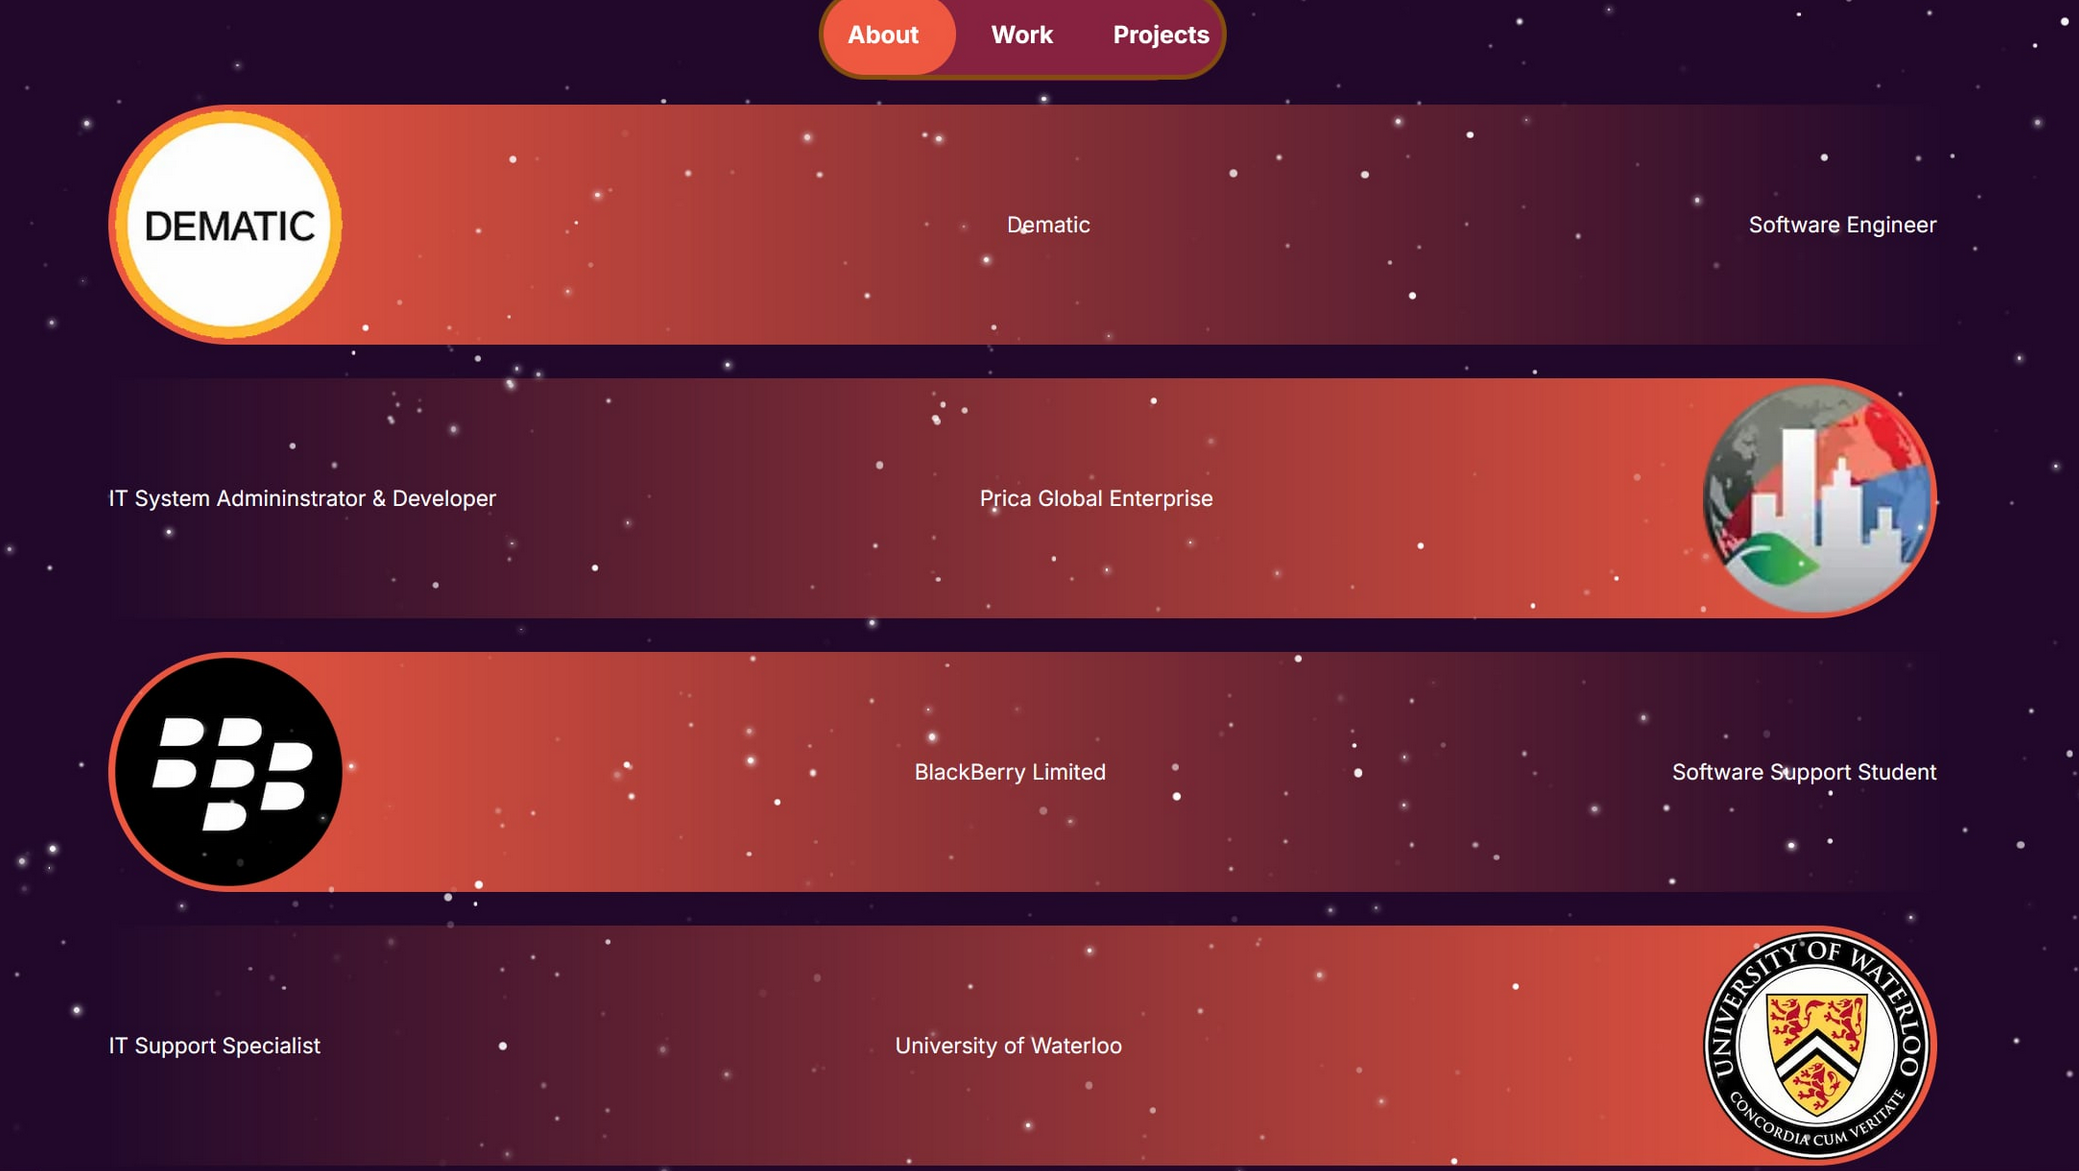 About Work Projects
DEMATIC Dematic Software Engineer
IT System Admininstrator & Developer Prica Global Enterprise
BlackBerry Limited Software Support Student
IT Support Specialist University of Waterloo
UNIVERSITY OF WATERLOO
CONCORDIA CUM VERITATE